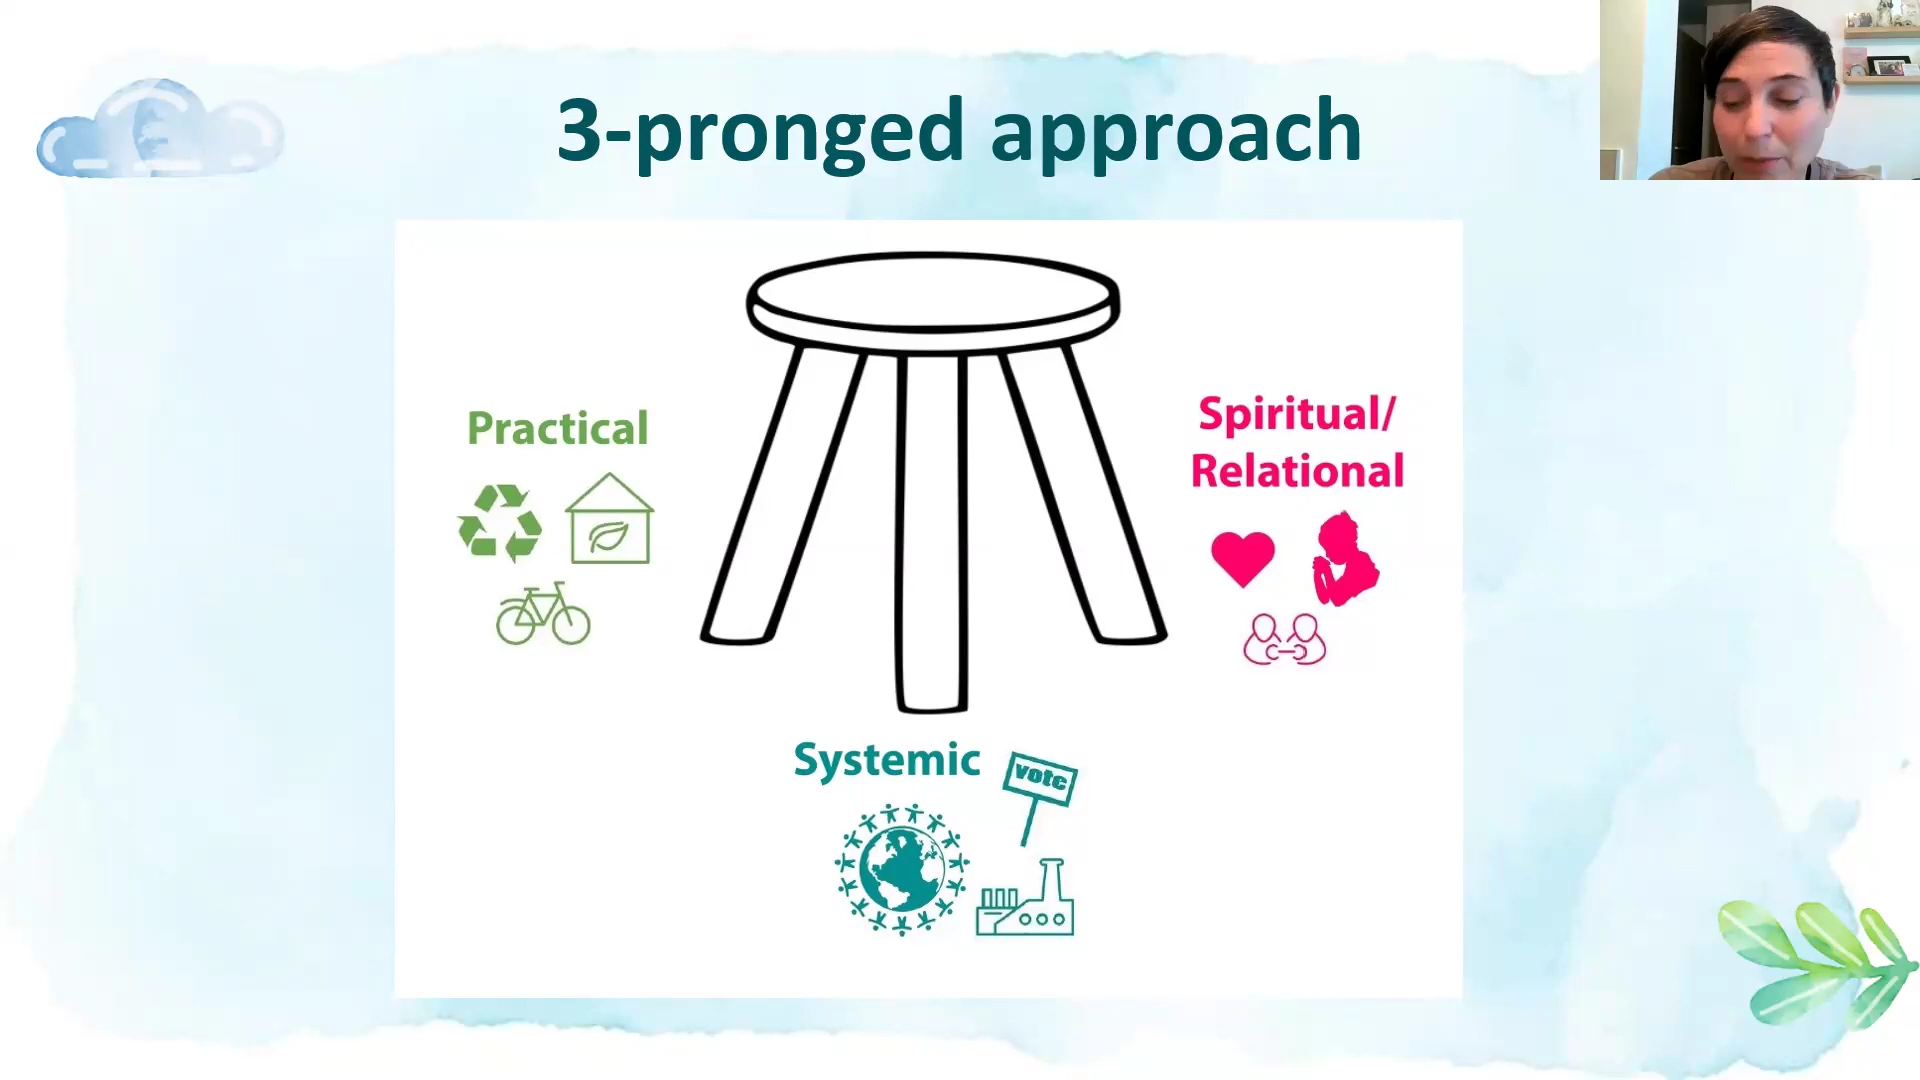 3-pronged approach
Practical
Spiritual/
Relational
Systemic
vote